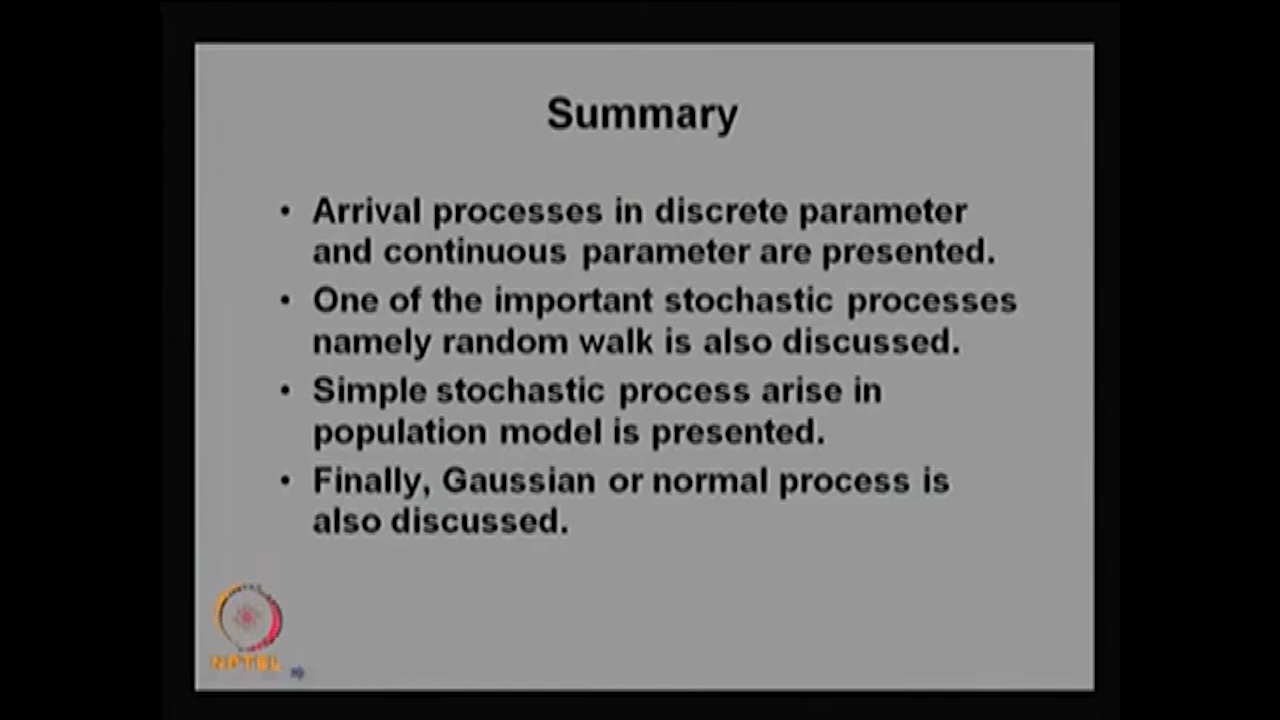 Summary
• Arrival processes in discrete parameter
and continuous parameter are presented.
• One of the important stochastic processes
namely random walk is also discussed.
• Simple stochastic process arise in
population model is presented.
• Finally, Gaussian or normal process is
also discussed.
NPTEL